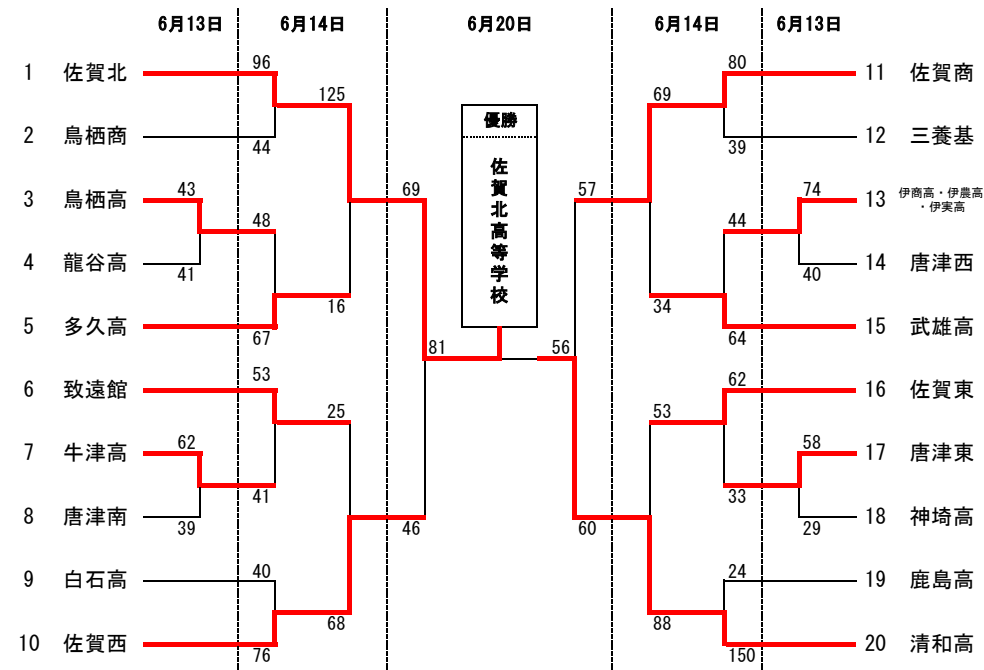 6月13日 6月14日 6月20日 6月14日 6月13日
1 佐賀北 96
2 鳥栖商 44
125
3 鳥栖高 43
4 龍谷高 41
48
5 多久高 67
16
69
6 致遠館 53
25
7 牛津高 62
8 唐津南 39
41
9 白石高 40
10 佐賀西 76
68
46
81
優勝
佐賀北高等学校
56
57
69
80 11 佐賀商
39 12 三養基
44
74 13 伊商高・伊農高
・伊実高
40 14 唐津西
34
64 15 武雄高
62 16 佐賀東
53
58 17 唐津東
33
29 18 神埼高
60
24 19 鹿島高
88
150 20 清和高